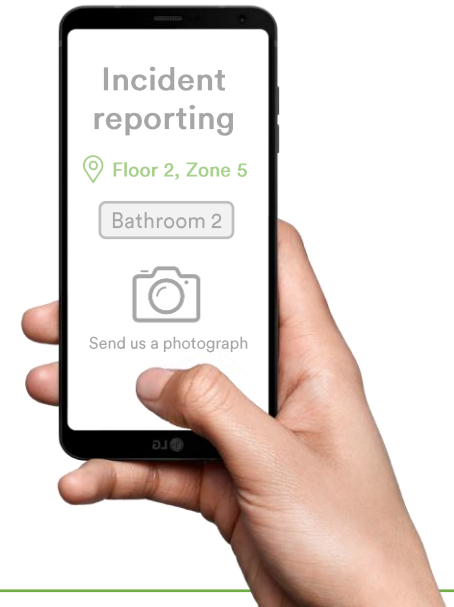 Incident
reporting
Floor 2, Zone 5
Bathroom 2
Send us a photograph
LG